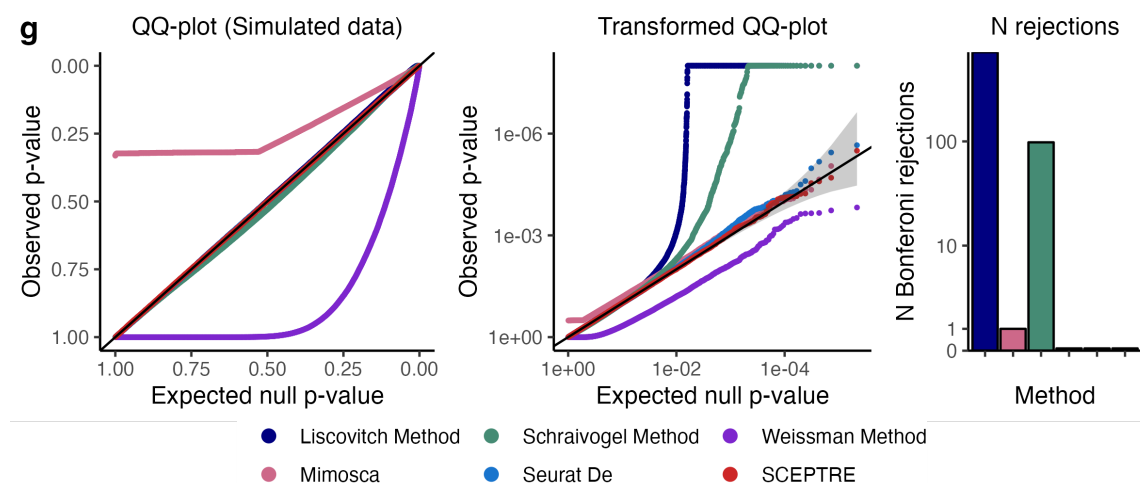 g
QQ-plot (Simulated data)
Transformed QQ-plot
N rejections
Observed p-value
0.00
0.25
0.50
0.75
1.00
1.00
0.75
0.50
0.25
0.00
Expected null p-value
Observed p-value
1e-06
1e-03
1e+00
1e+00
1e-02
1e-04
Expected null p-value
N Bonferoni rejections
100
10
1
0
Method
Liscovitch Method
Schraivogel Method
Weissman Method
Mimosca
Seurat De
SCEPTRE